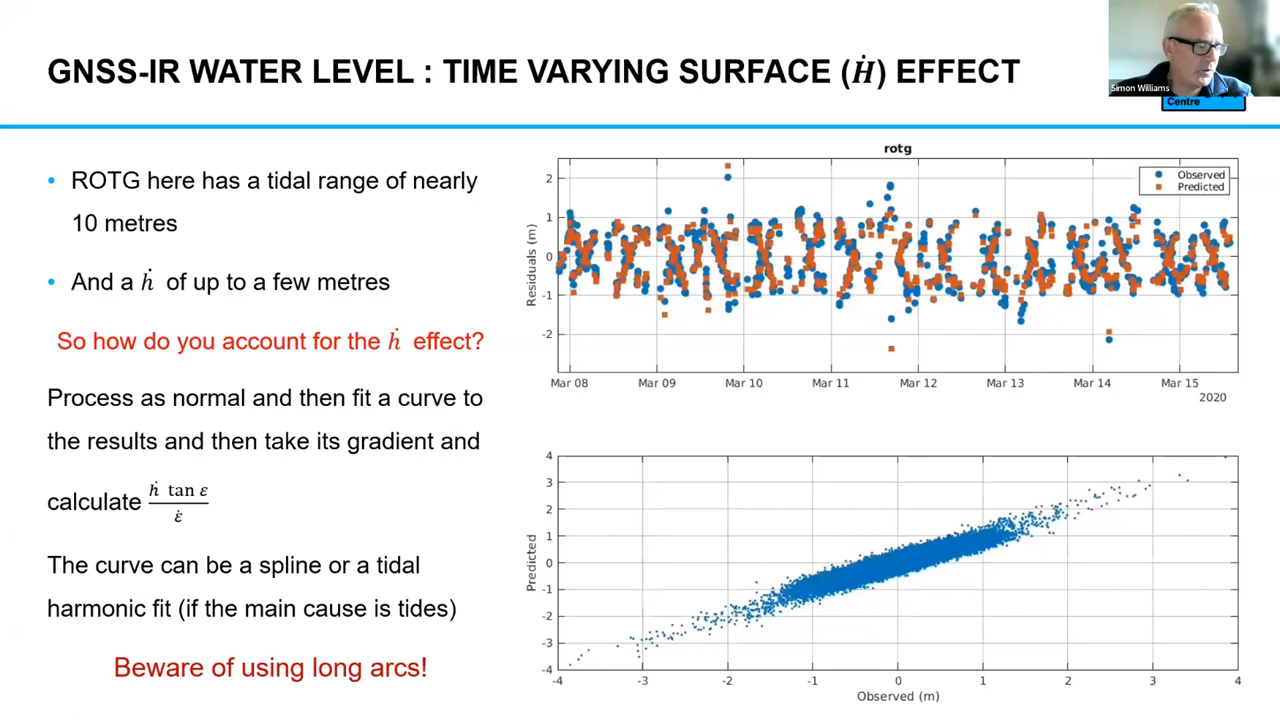 GNSS-IR WATER LEVEL : TIME VARYING SURFACE (Ḣ) EFFECT
Simon Williams
Centre
• ROTG here has a tidal range of nearly
10 metres
• And a ḣ of up to a few metres
So how do you account for the ḣ effect?
Process as normal and then fit a curve to
the results and then take its gradient and
calculate ḣ tan ε / ε̇
The curve can be a spline or a tidal
harmonic fit (if the main cause is tides)
Beware of using long arcs!
rotg
Observed
Predicted
Residuals (m)
2
1
0
-1
-2
Mar 08 Mar 09 Mar 10 Mar 11 Mar 12 Mar 13 Mar 14 Mar 15
2020
Predicted
4
3
2
1
0
-1
-2
-3
-4
-4 -3 -2 -1 0 1 2 3 4
Observed (m)